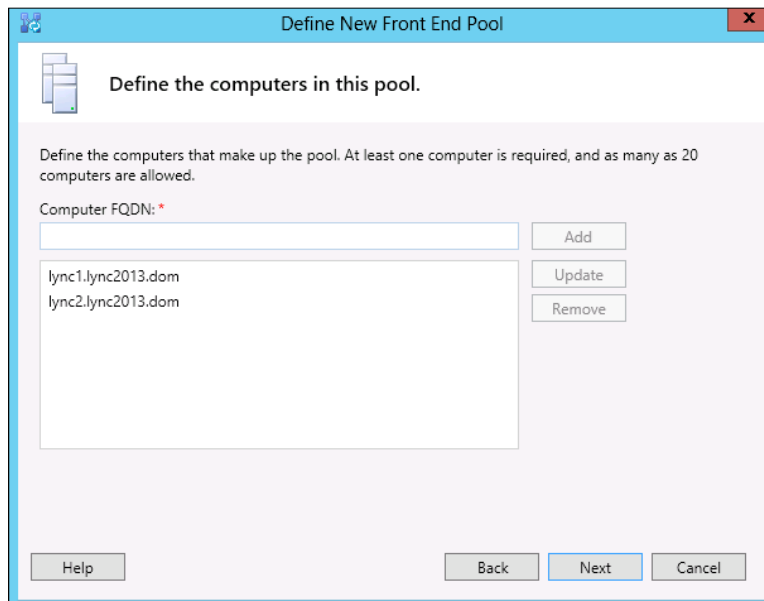 Define New Front End Pool
x
Define the computers in this pool.
Define the computers that make up the pool. At least one computer is required, and as many as 20
computers are allowed.
Computer FQDN: *
Add
lync1.lync2013.dom
Update
lync2.lync2013.dom
Remove
Help
Back
Next
Cancel